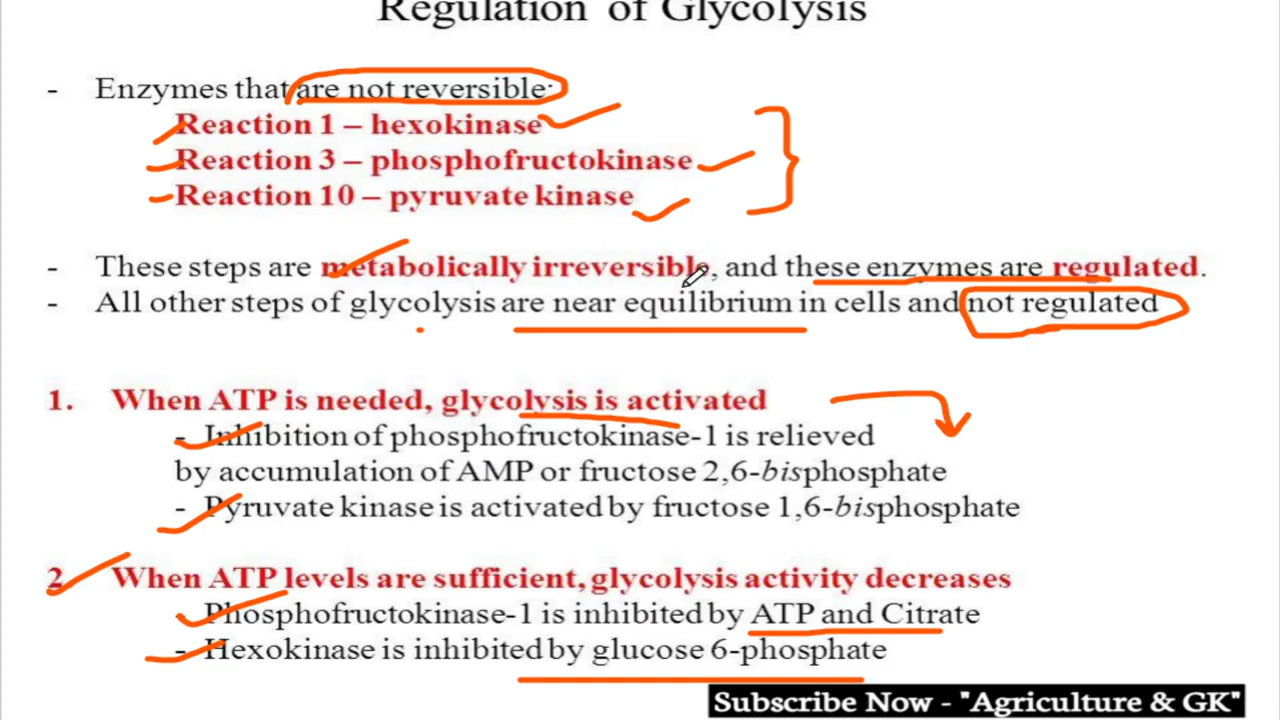 Regulation of Glycolysis
- Enzymes that are not reversible:
Reaction 1 – hexokinase
Reaction 3 – phosphofructokinase
Reaction 10 – pyruvate kinase
- These steps are metabolically irreversible, and these enzymes are regulated.
- All other steps of glycolysis are near equilibrium in cells and not regulated
1. When ATP is needed, glycolysis is activated
- Inhibition of phosphofructokinase-1 is relieved
by accumulation of AMP or fructose 2,6-bisphosphate
- Pyruvate kinase is activated by fructose 1,6-bisphosphate
2 When ATP levels are sufficient, glycolysis activity decreases
- Phosphofructokinase-1 is inhibited by ATP and Citrate
- Hexokinase is inhibited by glucose 6-phosphate
Subscribe Now - "Agriculture & GK"